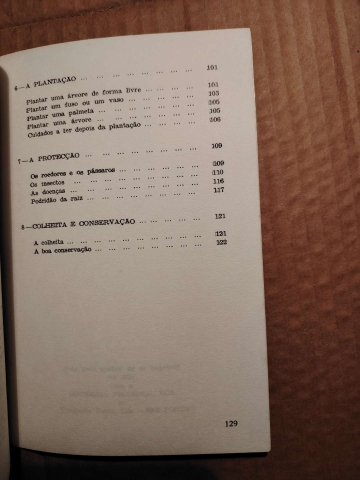 6 — A PLANTAÇÃO ... ... ... ... ... ... ... ... 101
Plantar uma árvore de forma livre ... ... ... 101
Plantar um fuso ou um vaso ... ... ... ... 103
Plantar uma palmeta ... ... ... ... ... ... 105
Plantar uma árvore ... ... ... ... ... ... 105
Cuidados a ter depois da plantação ... ... ... 106
7 — A PROTECÇÃO ... ... ... ... ... ... ... ... 109
Os roedores e os pássaros ... ... ... ... ... 109
Os insectos ... ... ... ... ... ... ... ... 110
As doenças ... ... ... ... ... ... ... ... 116
Podridão da raiz ... ... ... ... ... ... ... 117
8 — COLHEITA E CONSERVAÇÃO ... ... ... ... ... 121
A colheita ... ... ... ... ... ... ... ... 121
A boa conservação ... ... ... ... ... ... ... 122
129